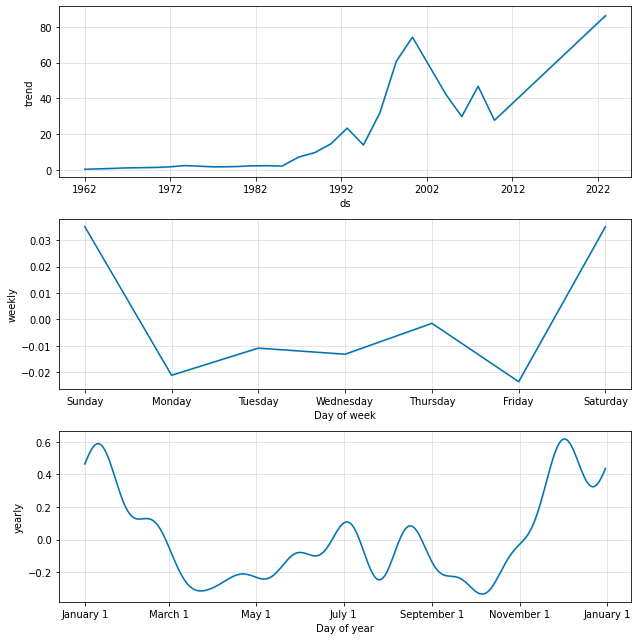 80
60
40
20
0
trend
1962 1972 1982 1992 2002 2012 2022
ds
0.03
0.02
0.01
0.00
−0.01
−0.02
weekly
Sunday Monday Tuesday Wednesday Thursday Friday Saturday
Day of week
0.6
0.4
0.2
0.0
−0.2
yearly
January 1 March 1 May 1 July 1 September 1 November 1 January 1
Day of year